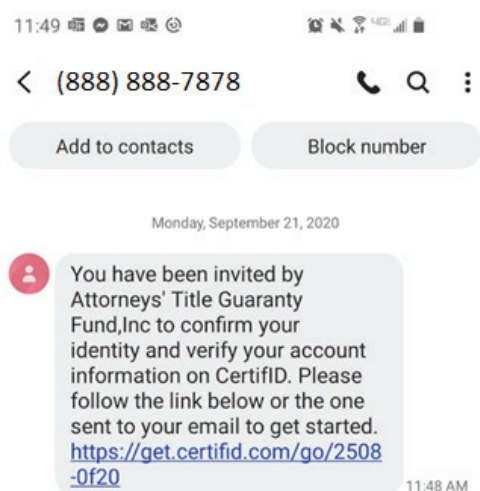 11:49
4G
(888) 888-7878
Add to contacts
Block number
Monday, September 21, 2020
You have been invited by
Attorneys' Title Guaranty
Fund,Inc to confirm your
identity and verify your account
information on CertifID. Please
follow the link below or the one
sent to your email to get started.
https://get.certifid.com/go/2508
-0f20
11:48 AM